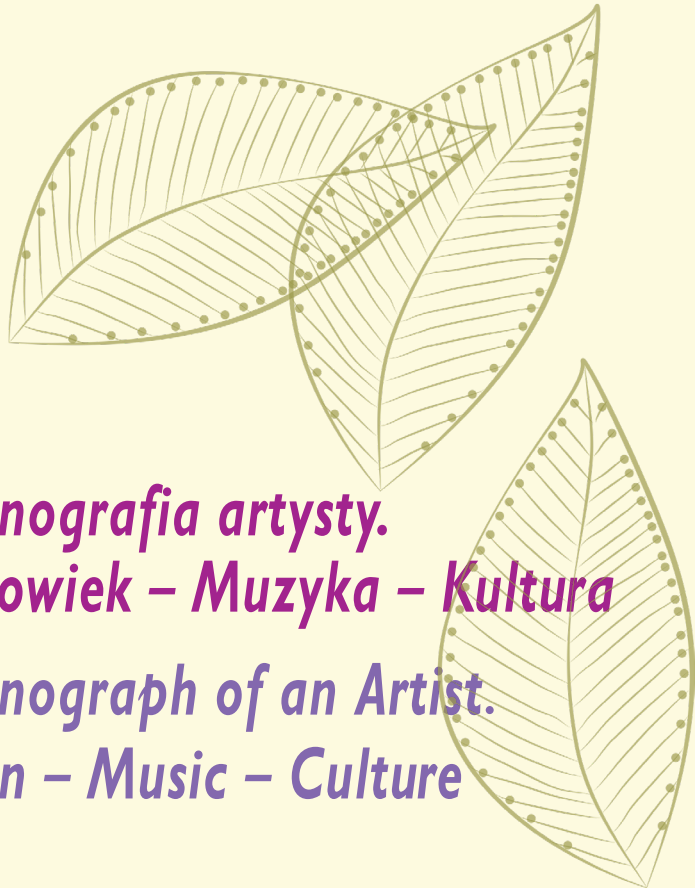 nografia artysty.
owiek – Muzyka – Kultura
nograph of an Artist.
n – Music – Culture